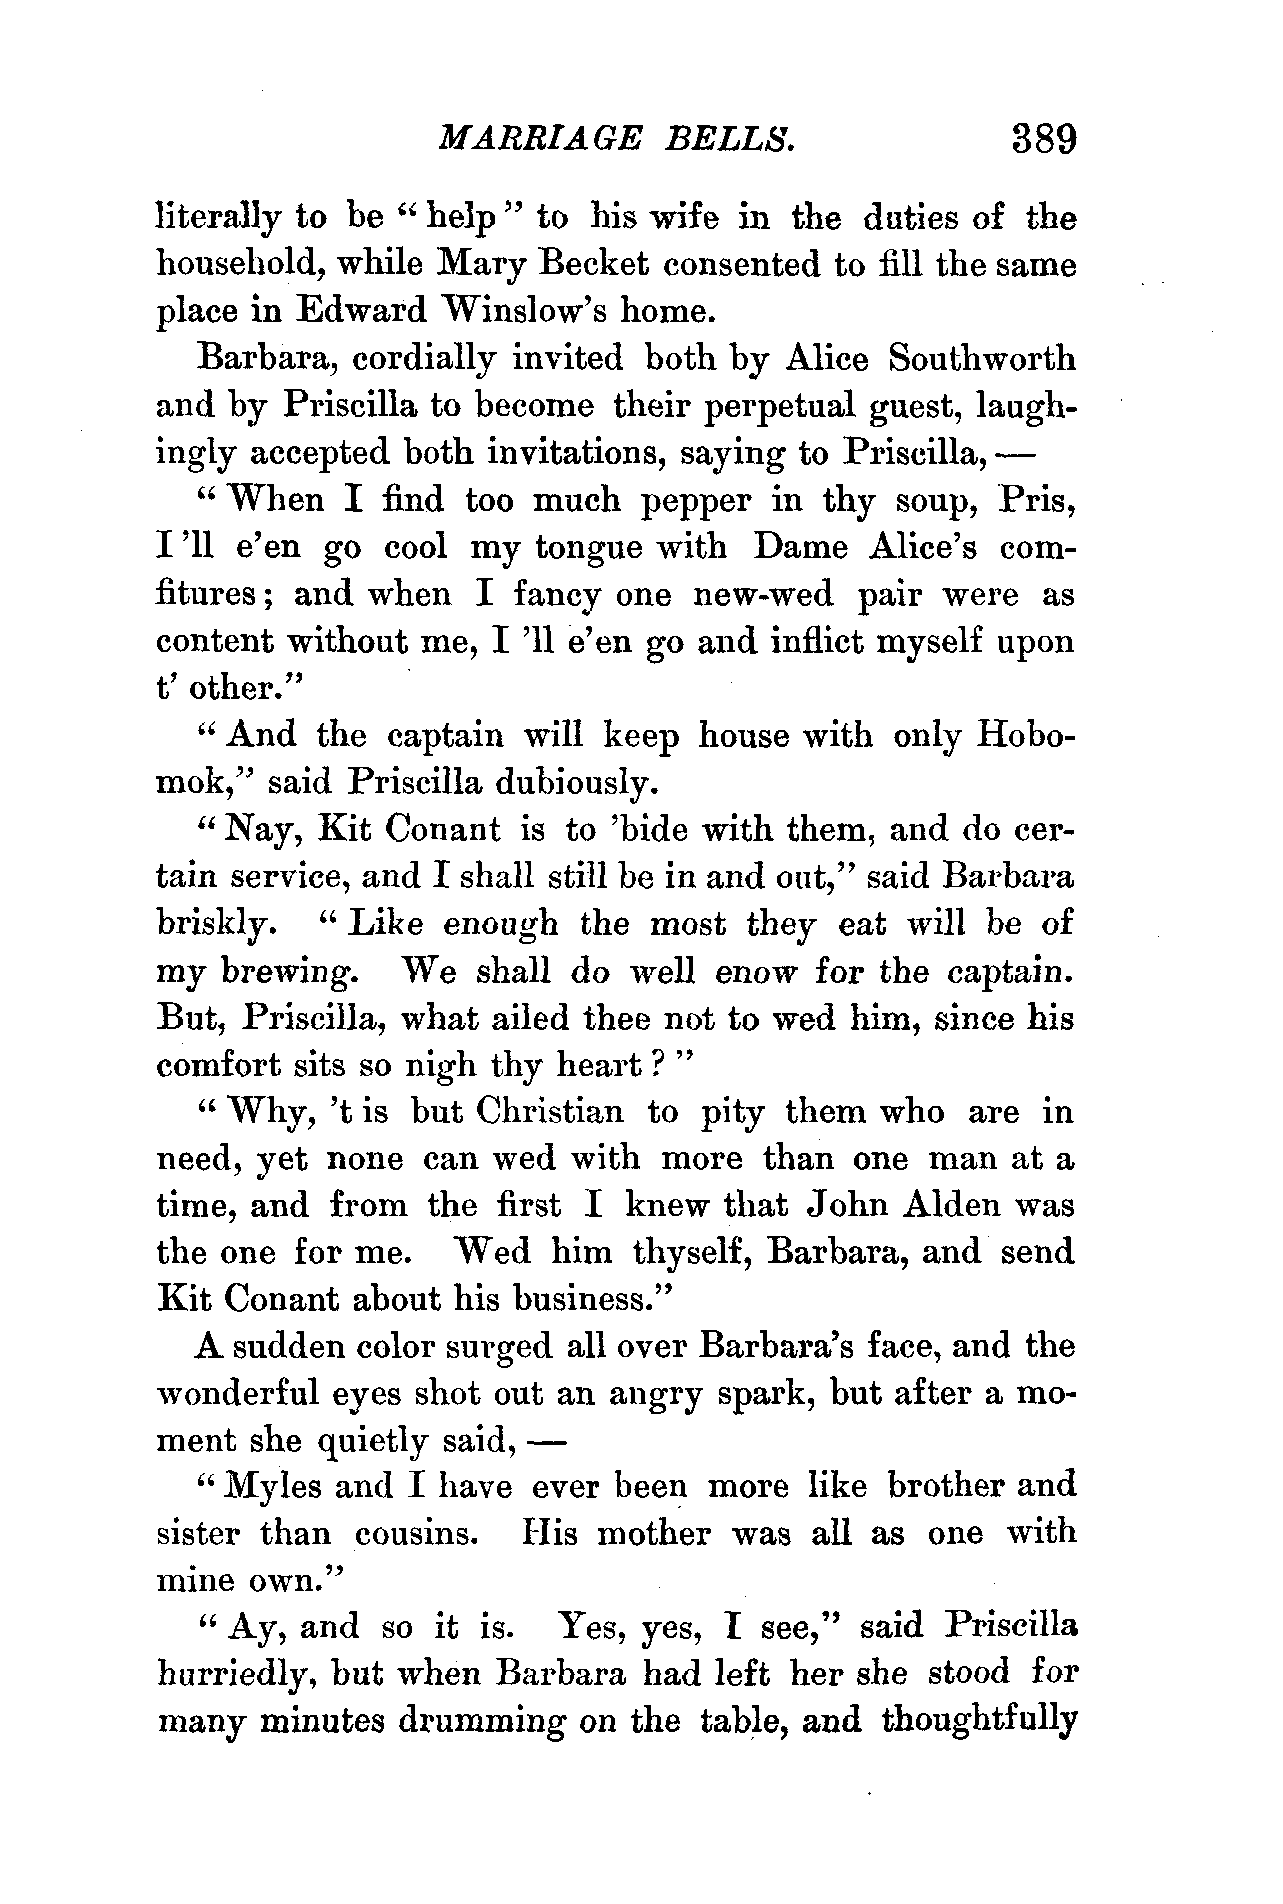 MARRIAGE BELLS. 389
literally to be “ help ” to his wife in the duties of the
household, while Mary Becket consented to fill the same
place in Edward Winslow's home.
Barbara, cordially invited both by Alice Southworth
and by Priscilla to become their perpetual guest, laugh-
ingly accepted both invitations, saying to Priscilla, —
“ When I find too much pepper in thy soup, Pris,
I 'll e'en go cool my tongue with Dame Alice's com-
fitures ; and when I fancy one new-wed pair were as
content without me, I 'll e'en go and inflict myself upon
t' other.”
“ And the captain will keep house with only Hobo-
mok,” said Priscilla dubiously.
“ Nay, Kit Conant is to 'bide with them, and do cer-
tain service, and I shall still be in and out,” said Barbara
briskly. “ Like enough the most they eat will be of
my brewing. We shall do well enow for the captain.
But, Priscilla, what ailed thee not to wed him, since his
comfort sits so nigh thy heart ? ”
“ Why, 't is but Christian to pity them who are in
need, yet none can wed with more than one man at a
time, and from the first I knew that John Alden was
the one for me. Wed him thyself, Barbara, and send
Kit Conant about his business.”
A sudden color surged all over Barbara's face, and the
wonderful eyes shot out an angry spark, but after a mo-
ment she quietly said, —
“ Myles and I have ever been more like brother and
sister than cousins. His mother was all as one with
mine own.”
“ Ay, and so it is. Yes, yes, I see,” said Priscilla
hurriedly, but when Barbara had left her she stood for
many minutes drumming on the table, and thoughtfully